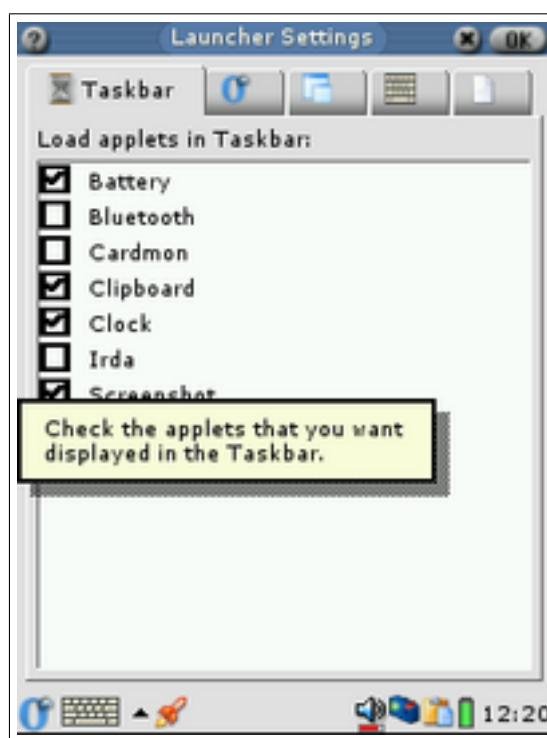 Launcher Settings
OK
Taskbar
Load applets in Taskbar:
Battery
Bluetooth
Cardmon
Clipboard
Clock
Irda
Screenshot
Check the applets that you want
displayed in the Taskbar.
12:20